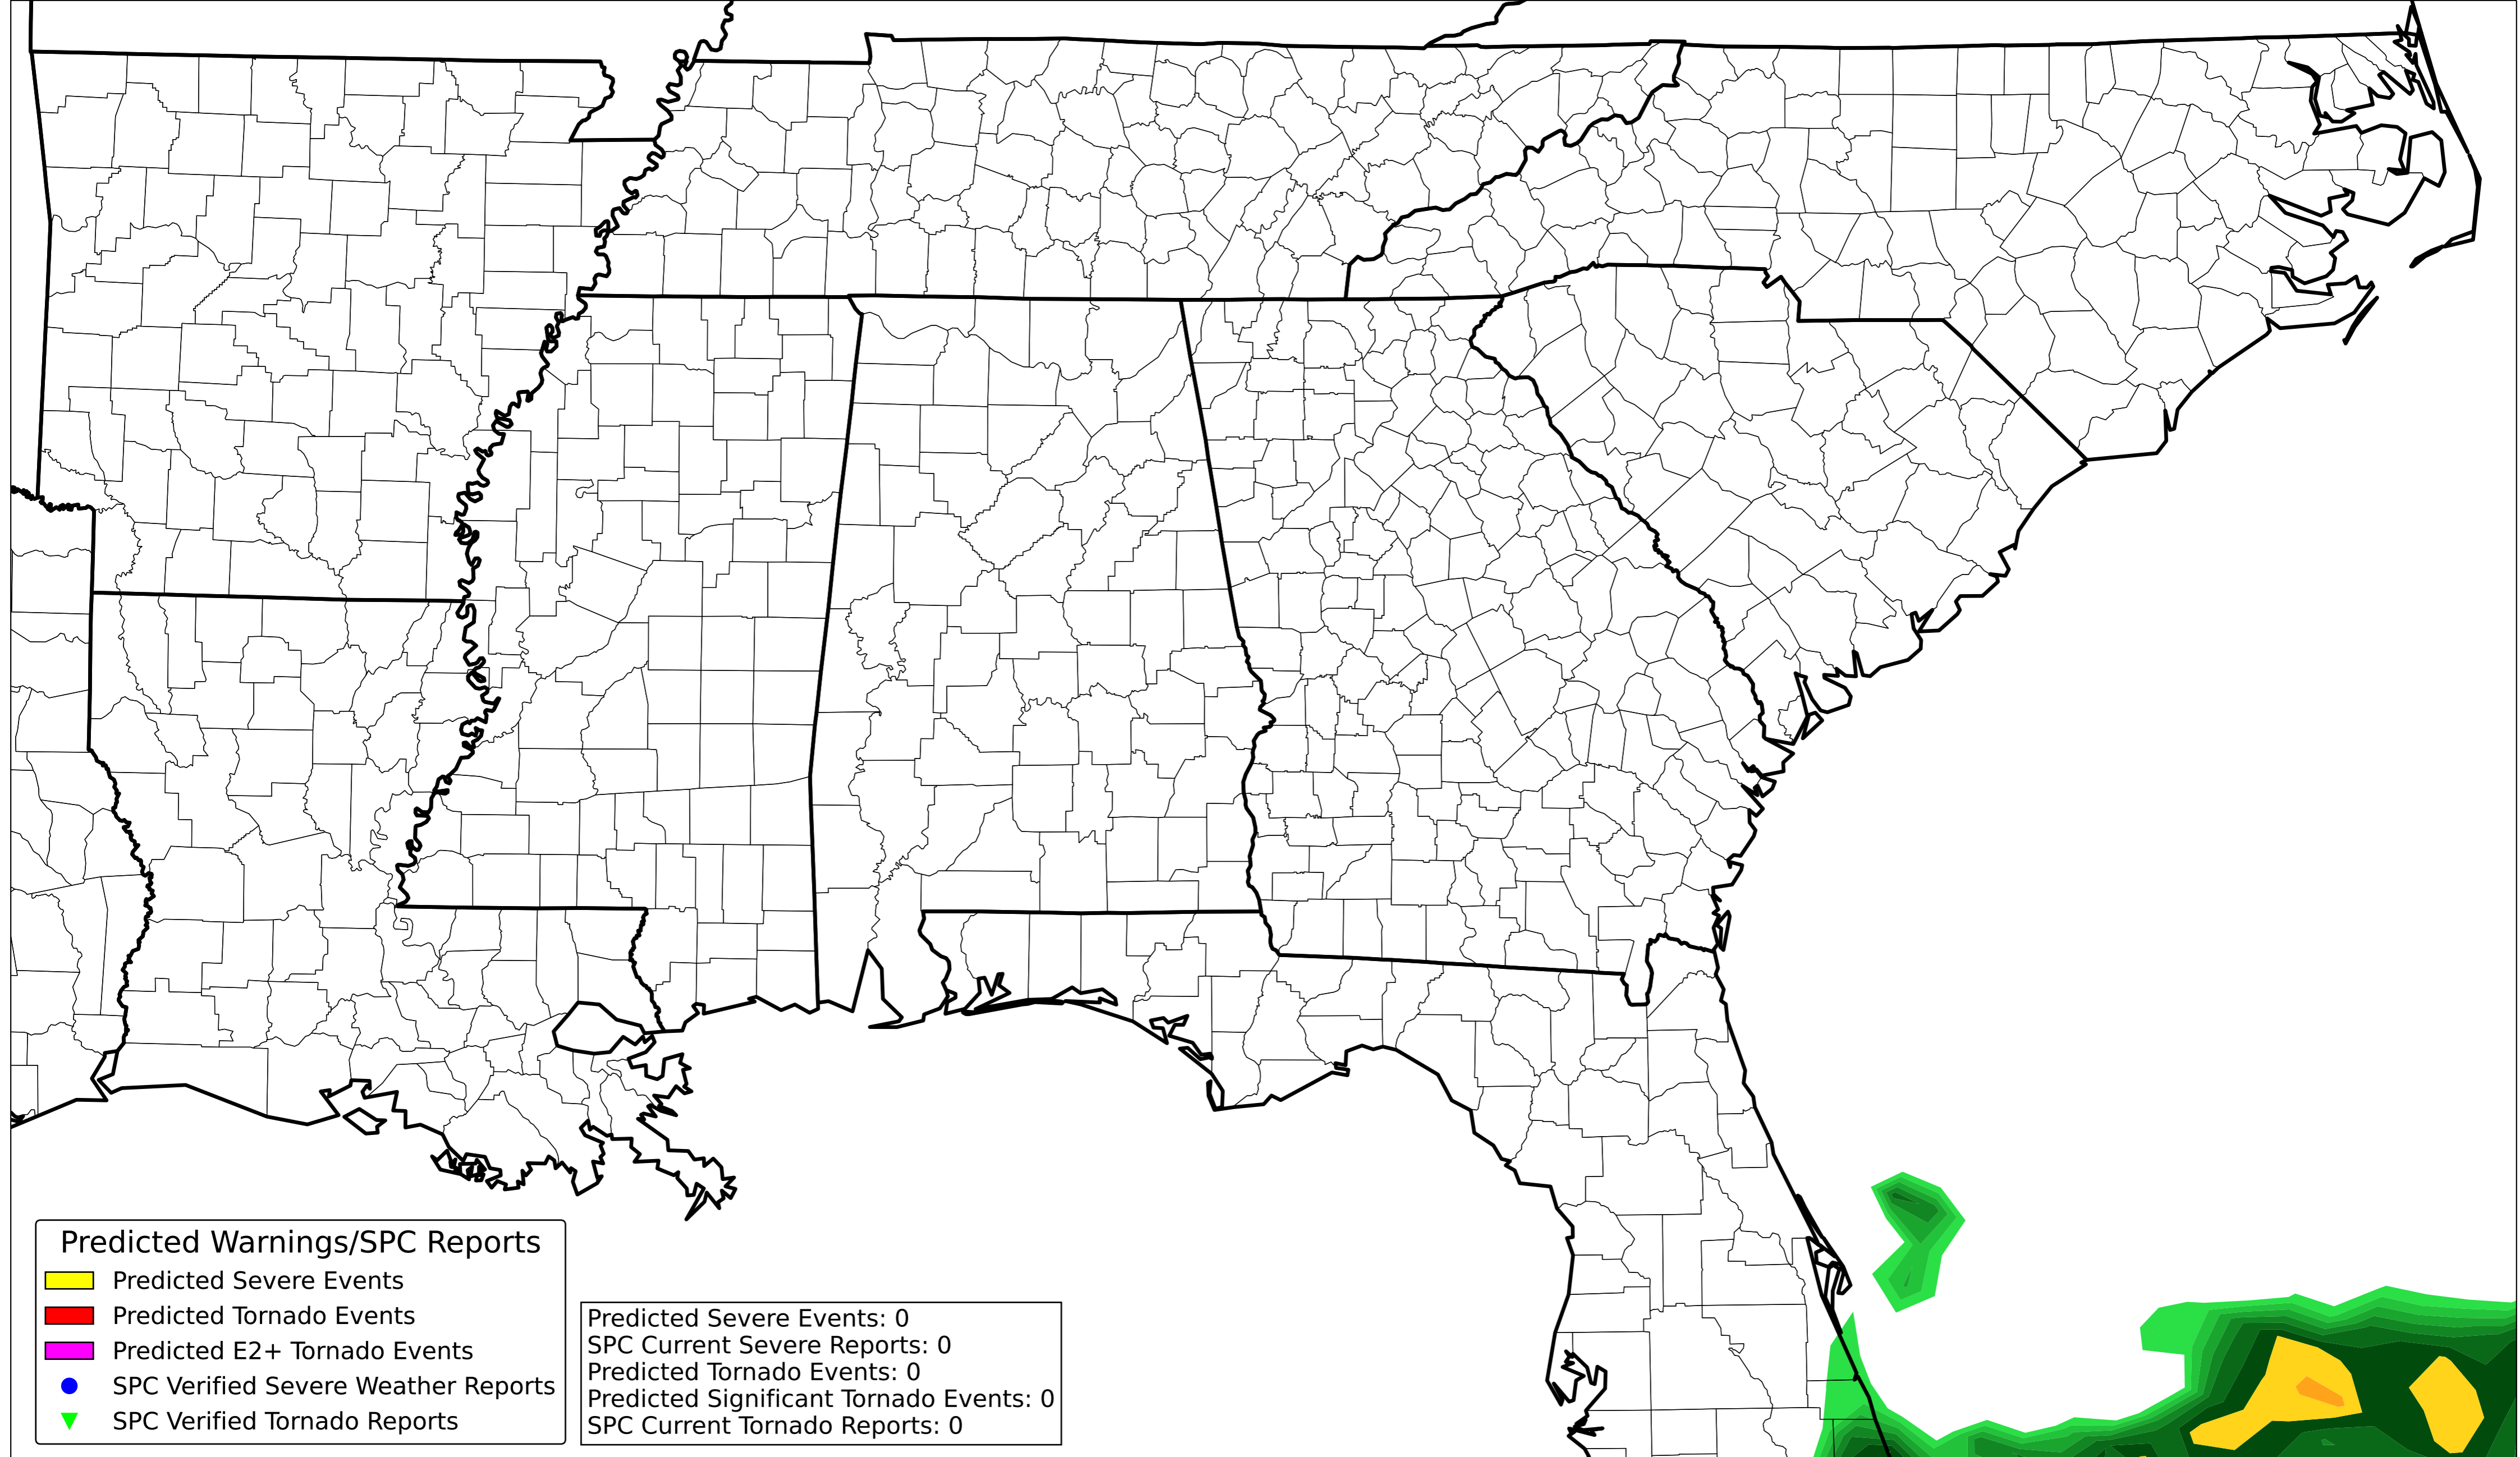 Predicted Warnings/SPC Reports
Predicted Severe Events
Predicted Tornado Events
Predicted E2+ Tornado Events
SPC Verified Severe Weather Reports
SPC Verified Tornado Reports
Predicted Severe Events: 0
SPC Current Severe Reports: 0
Predicted Tornado Events: 0
Predicted Significant Tornado Events: 0
SPC Current Tornado Reports: 0